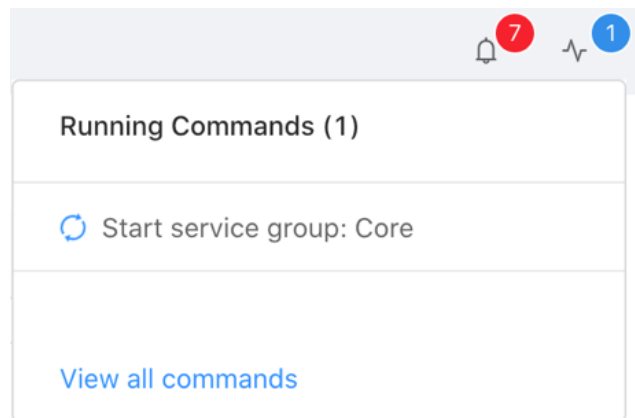 7
1
Running Commands (1)
Start service group: Core
View all commands